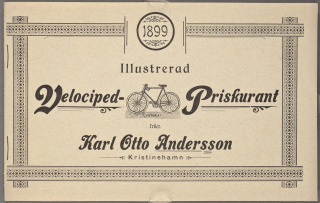 1899
Illustrerad
Velociped-Priskurant
från
Karl Otto Andersson
Kristinehamn